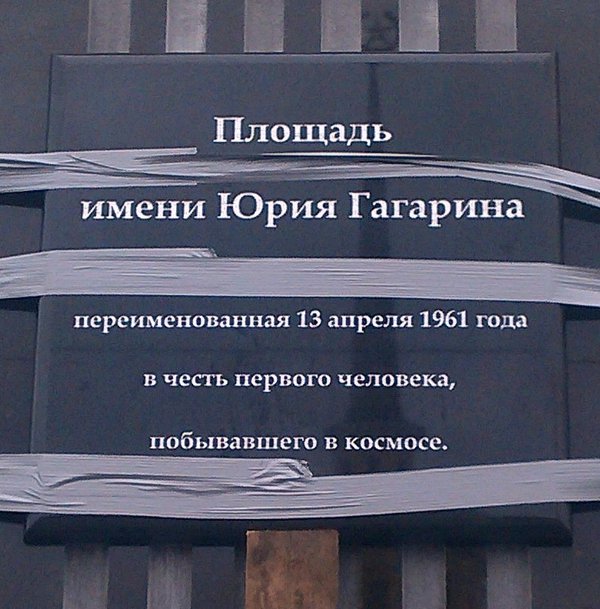 Площадь
имени Юрия Гагарина
переименованная 13 апреля 1961 года
в честь первого человека,
побывавшего в космосе.